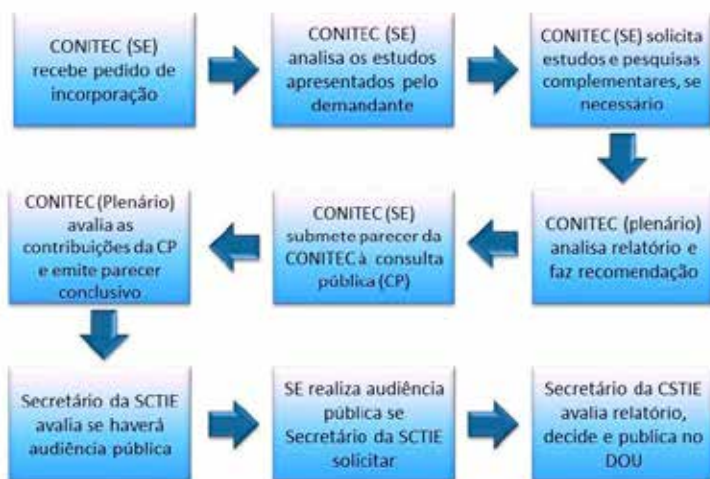 CONITEC (SE)
recebe pedido de
incorporação
CONITEC (SE)
analisa os estudos
apresentados pelo
demandante
CONITEC (SE) solicita
estudos e pesquisas
complementares, se
necessário
CONITEC (plenário)
analisa relatório e
faz recomendação
CONITEC (SE)
submete parecer da
CONITEC à consulta
pública (CP)
CONITEC (Plenário)
avalia as
contribuições da CP
e emite parecer
conclusivo
Secretário da SCTIE
avalia se haverá
audiência pública
SE realiza audiência
pública se
Secretário da SCTIE
solicitar
Secretário da CSTIE
avalia relatório,
decide e publica no
DOU